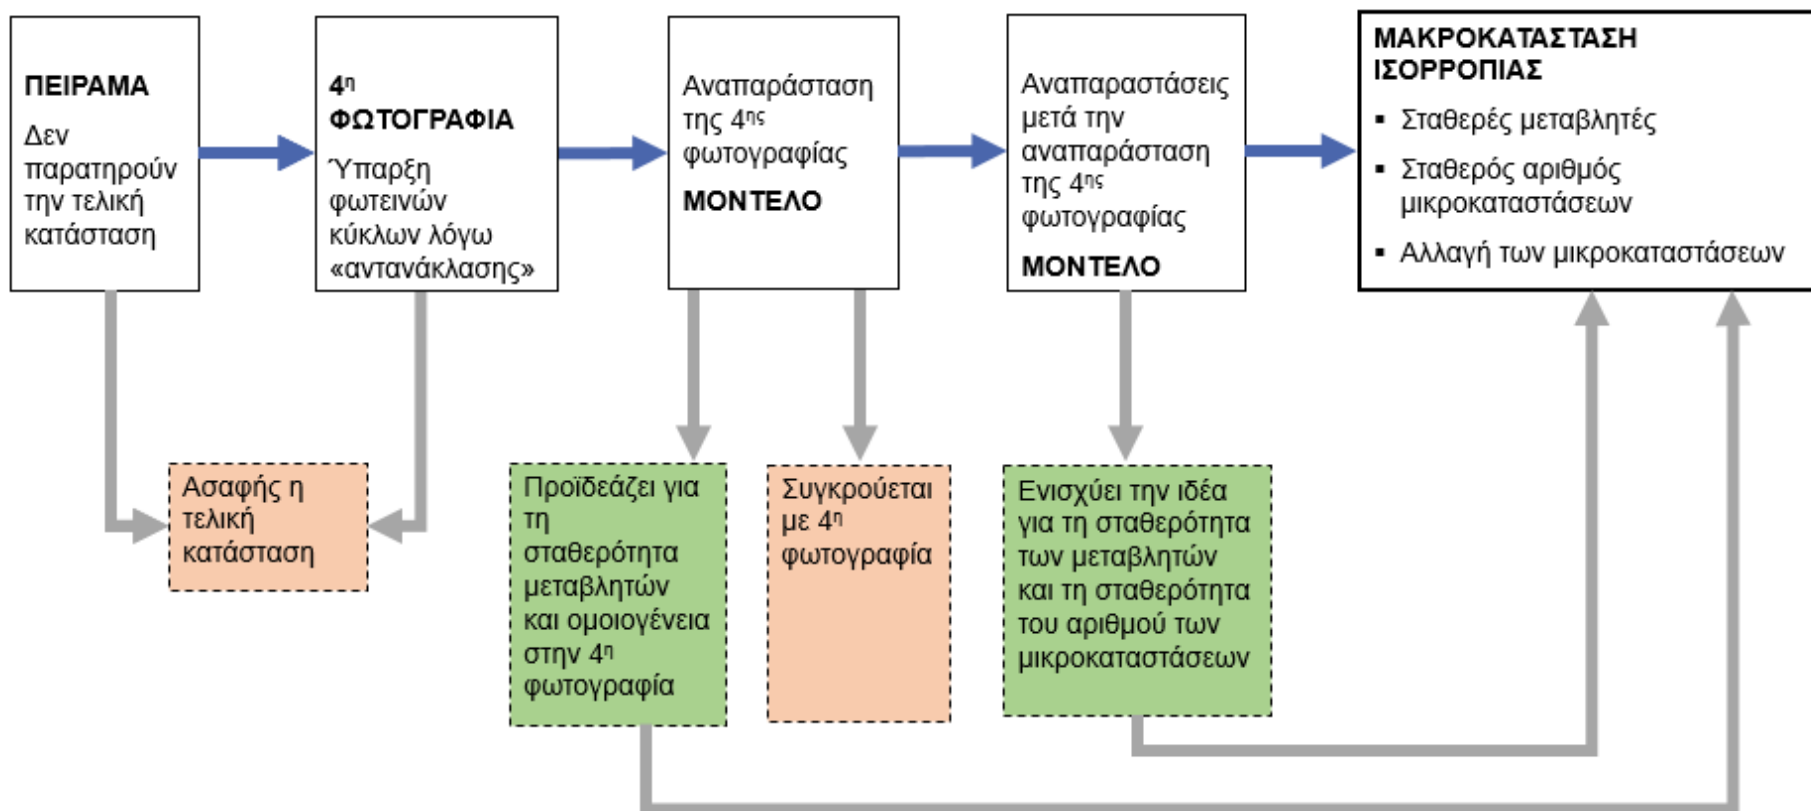 ΠΕΙΡΑΜΑ
Δεν
παρατηρούν
την τελική
κατάσταση
4η
ΦΩΤΟΓΡΑΦΙΑ
Ύπαρξη
φωτεινών
κύκλων λόγω
«αντανάκλασης»
Αναπαράσταση
της 4ης
φωτογραφίας
ΜΟΝΤΕΛΟ
Αναπαραστάσεις
μετά την
αναπαράσταση
της 4ης
φωτογραφίας
ΜΟΝΤΕΛΟ
ΜΑΚΡΟΚΑΤΑΣΤΑΣΗ
ΙΣΟΡΡΟΠΙΑΣ
▪ Σταθερές μεταβλητές
▪ Σταθερός αριθμός
μικροκαταστάσεων
▪ Αλλαγή των μικροκαταστάσεων
Ασαφής η
τελική
κατάσταση
Προϊδεάζει για
τη
σταθερότητα
μεταβλητών
και ομοιογένεια
στην 4η
φωτογραφία
Συγκρούεται
με 4η
φωτογραφία
Ενισχύει την ιδέα
για τη σταθερότητα
των μεταβλητών
και τη σταθερότητα
του αριθμού των
μικροκαταστάσεων